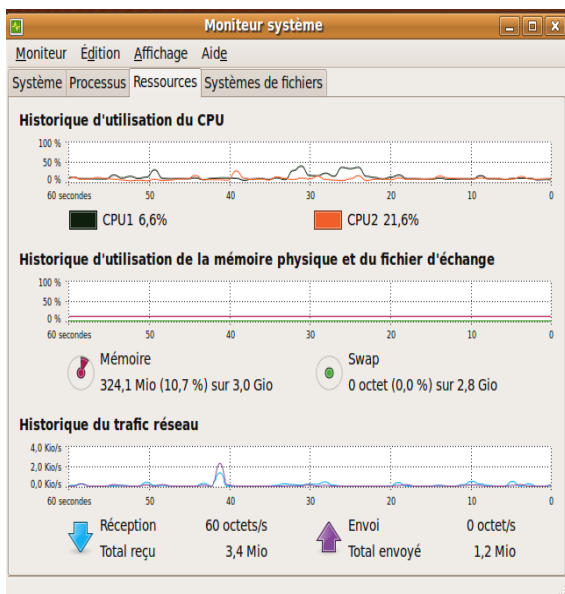 Moniteur système
Moniteur Édition Affichage Aide
Système Processus Ressources Systèmes de fichiers
Historique d'utilisation du CPU
100 %
50 %
0 %
60 secondes 50 40 30 20 10 0
CPU1 6,6% CPU2 21,6%
Historique d'utilisation de la mémoire physique et du fichier d'échange
100 %
50 %
0 %
60 secondes 50 40 30 20 10 0
Mémoire Swap
324,1 Mio (10,7 %) sur 3,0 Gio 0 octet (0,0 %) sur 2,8 Gio
Historique du trafic réseau
4,0 Kio/s
2,0 Kio/s
0,0 Kio/s
60 secondes 50 40 30 20 10 0
Réception 60 octets/s Envoi 0 octet/s
Total reçu 3,4 Mio Total envoyé 1,2 Mio